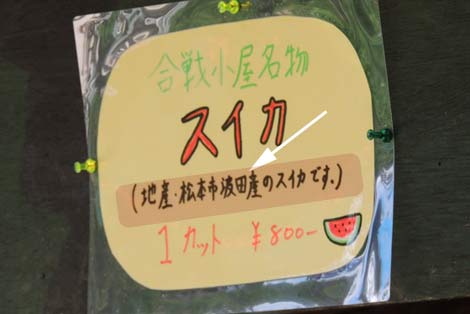 合戦小屋名物
スイカ
(地産・松本市波田産のスイカです。)
1カット ¥800-